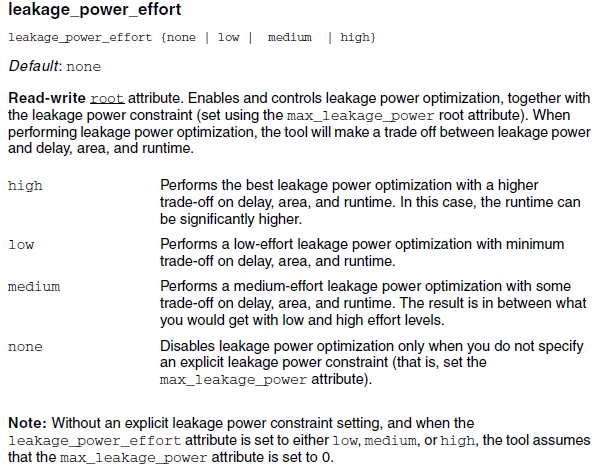 leakage_power_effort
leakage_power_effort {none | low | medium | high}
Default: none
Read-write root attribute. Enables and controls leakage power optimization, together with
the leakage power constraint (set using the max_leakage_power root attribute). When
performing leakage power optimization, the tool will make a trade off between leakage power
and delay, area, and runtime.
high Performs the best leakage power optimization with a higher
trade-off on delay, area, and runtime. In this case, the runtime can
be significantly higher.
low Performs a low-effort leakage power optimization with minimum
trade-off on delay, area, and runtime.
medium Performs a medium-effort leakage power optimization with some
trade-off on delay, area, and runtime. The result is in between what
you would get with low and high effort levels.
none Disables leakage power optimization only when you do not specify
an explicit leakage power constraint (that is, set the
max_leakage_power attribute).
Note: Without an explicit leakage power constraint setting, and when the
leakage_power_effort attribute is set to either low, medium, or high, the tool assumes
that the max_leakage_power attribute is set to 0.